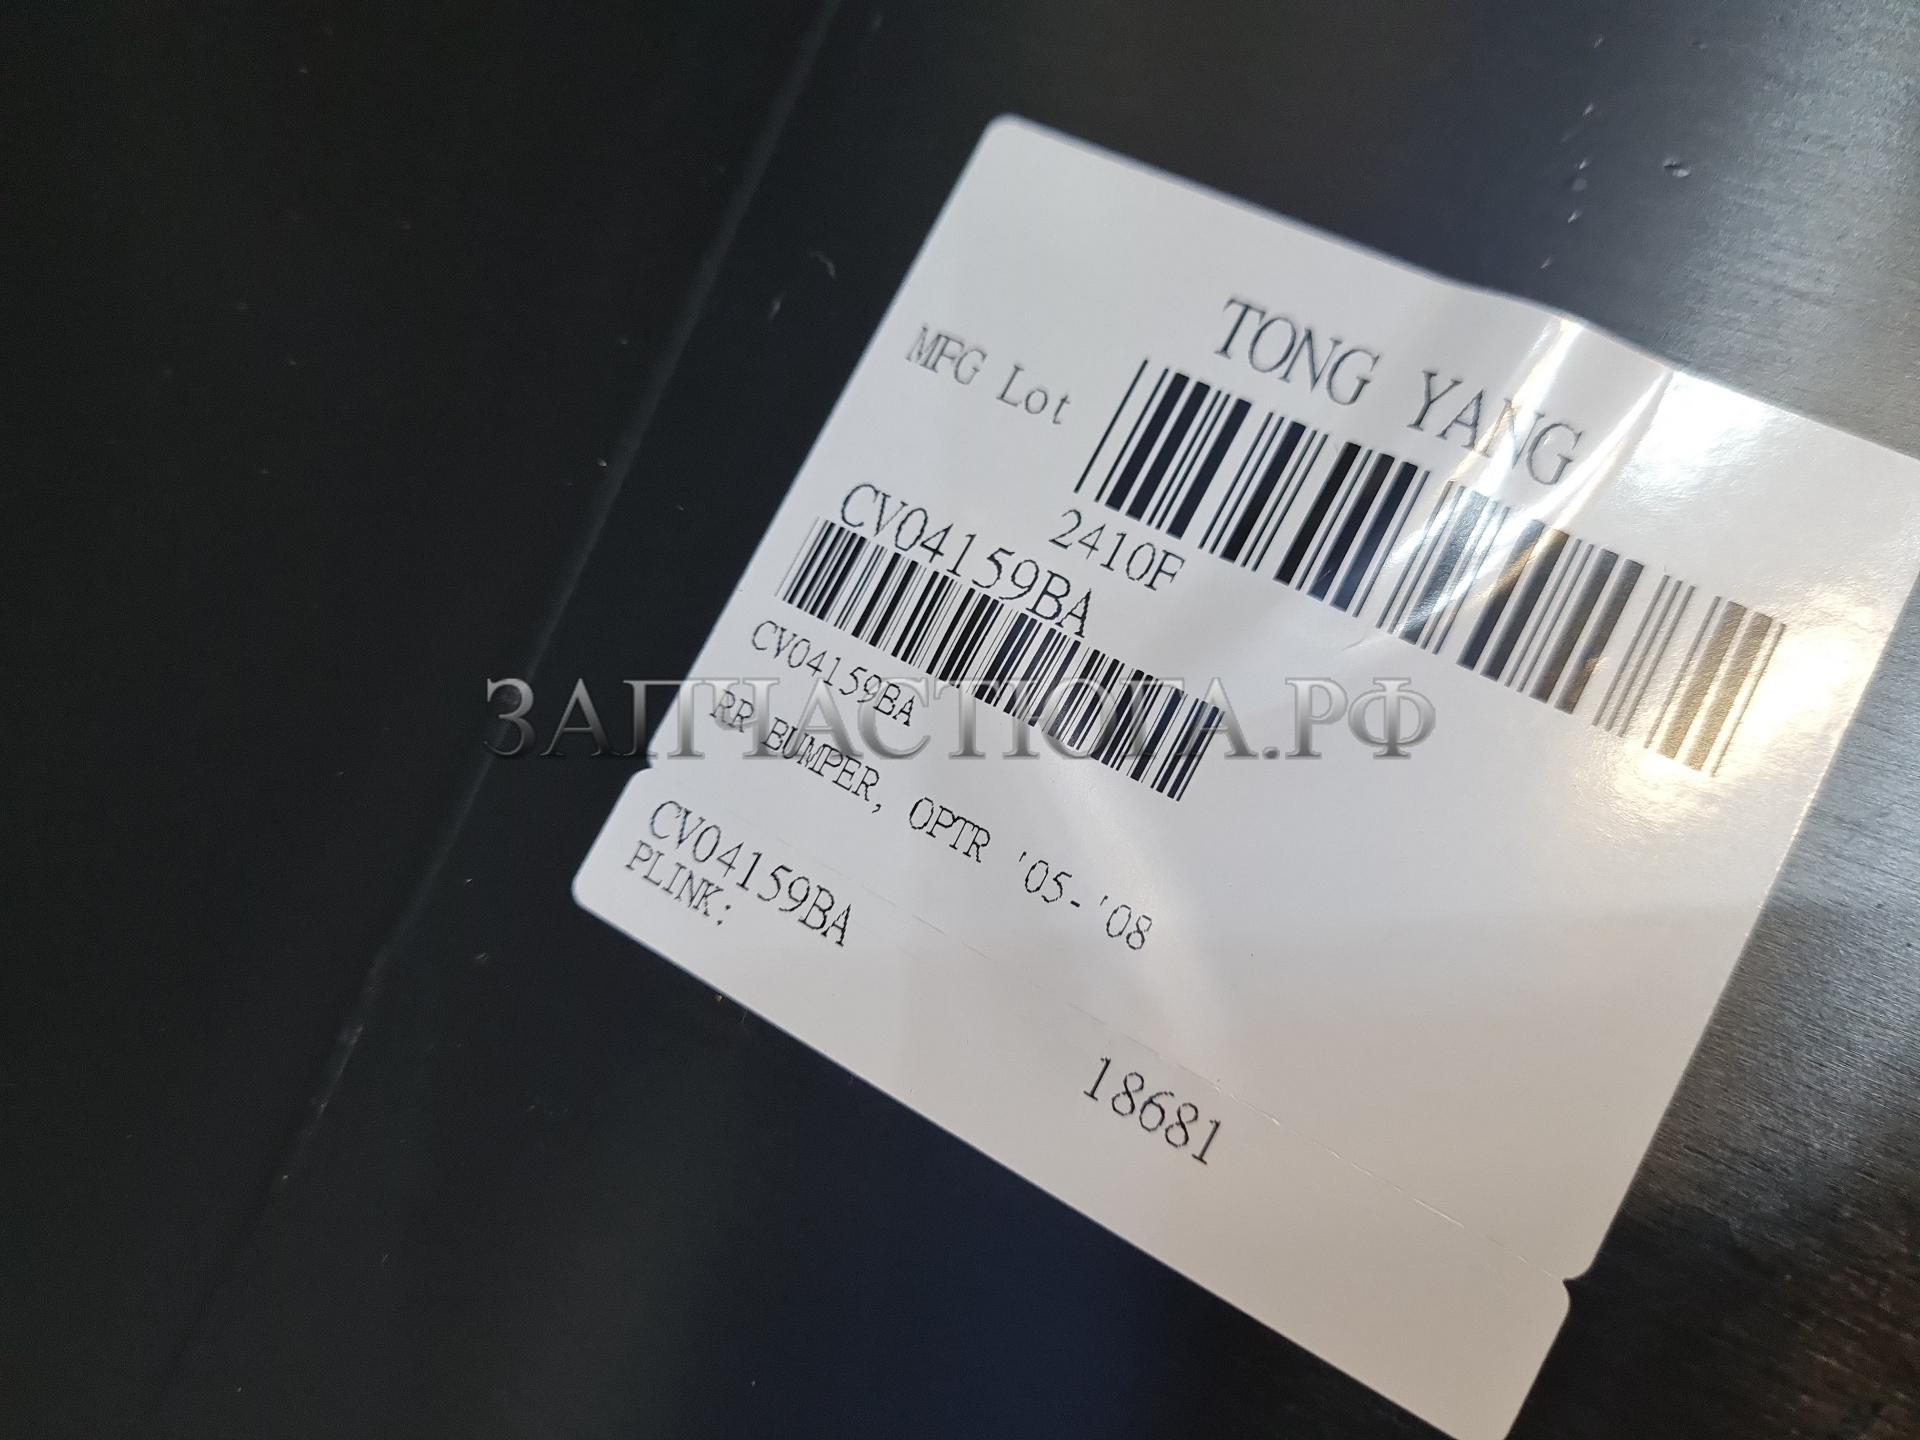 TONG YANG
MFG Lot
2410F
CV04159BA
CV04159BA
RR BUMPER, OPTR '05-'08
CV04159BA
PLINK:
18681
ЗАПЧАСТЮГА.РФ